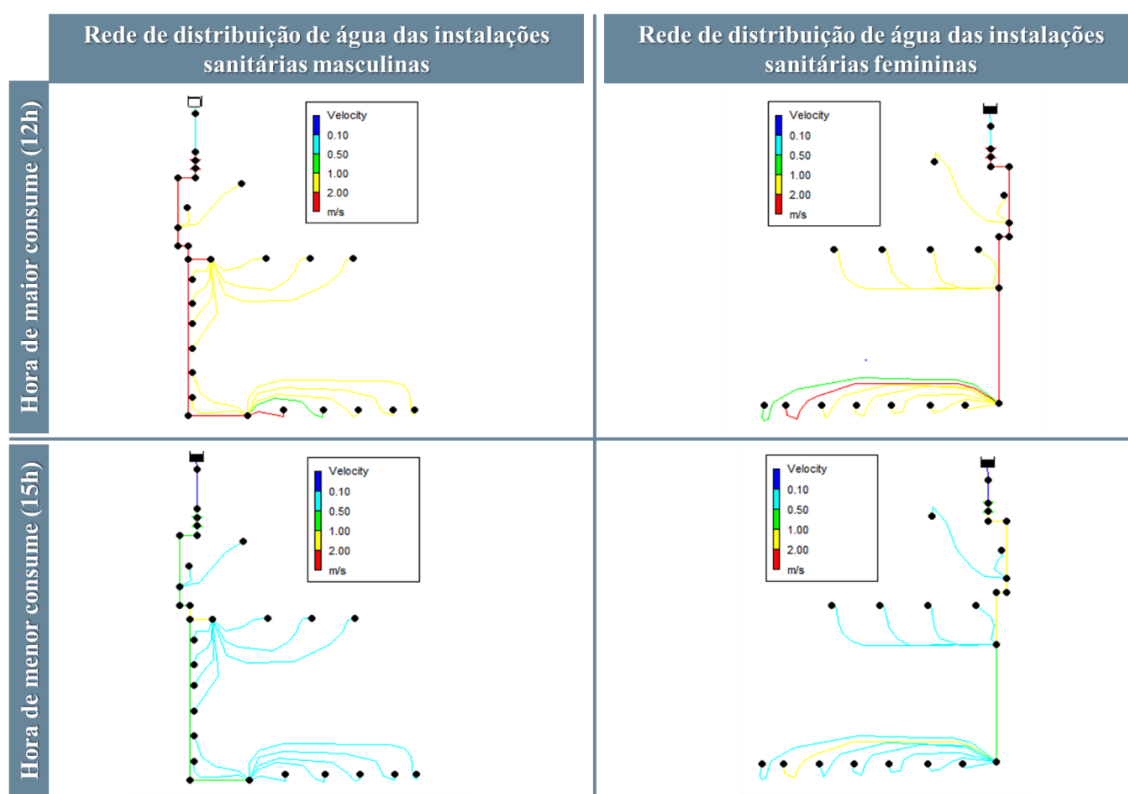 Rede de distribuição de água das instalações
sanitárias masculinas
Rede de distribuição de água das instalações
sanitárias femininas
Hora de maior consume (12h)
Velocity
0.10
0.50
1.00
2.00
m/s
Velocity
0.10
0.50
1.00
2.00
m/s
Hora de menor consume (15h)
Velocity
0.10
0.50
1.00
2.00
m/s
Velocity
0.10
0.50
1.00
2.00
m/s